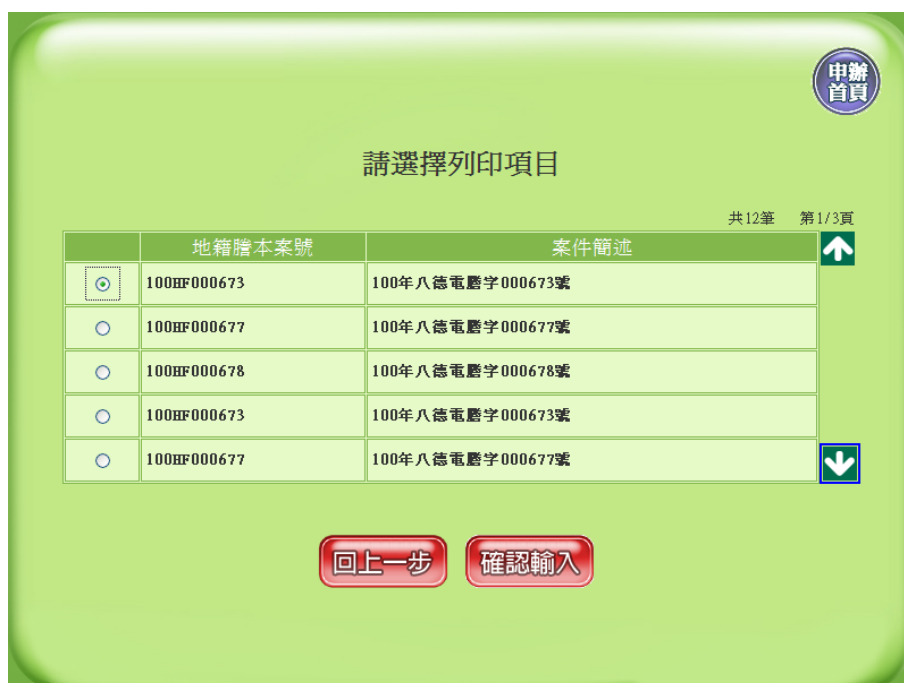 申辦
首頁
請選擇列印項目
共12筆 第1/3頁
地籍謄本案號 案件簡述
100HF000673 100年八德電謄字000673號
100HF000677 100年八德電謄字000677號
100HF000678 100年八德電謄字000678號
100HF000673 100年八德電謄字000673號
100HF000677 100年八德電謄字000677號
回上一步 確認輸入